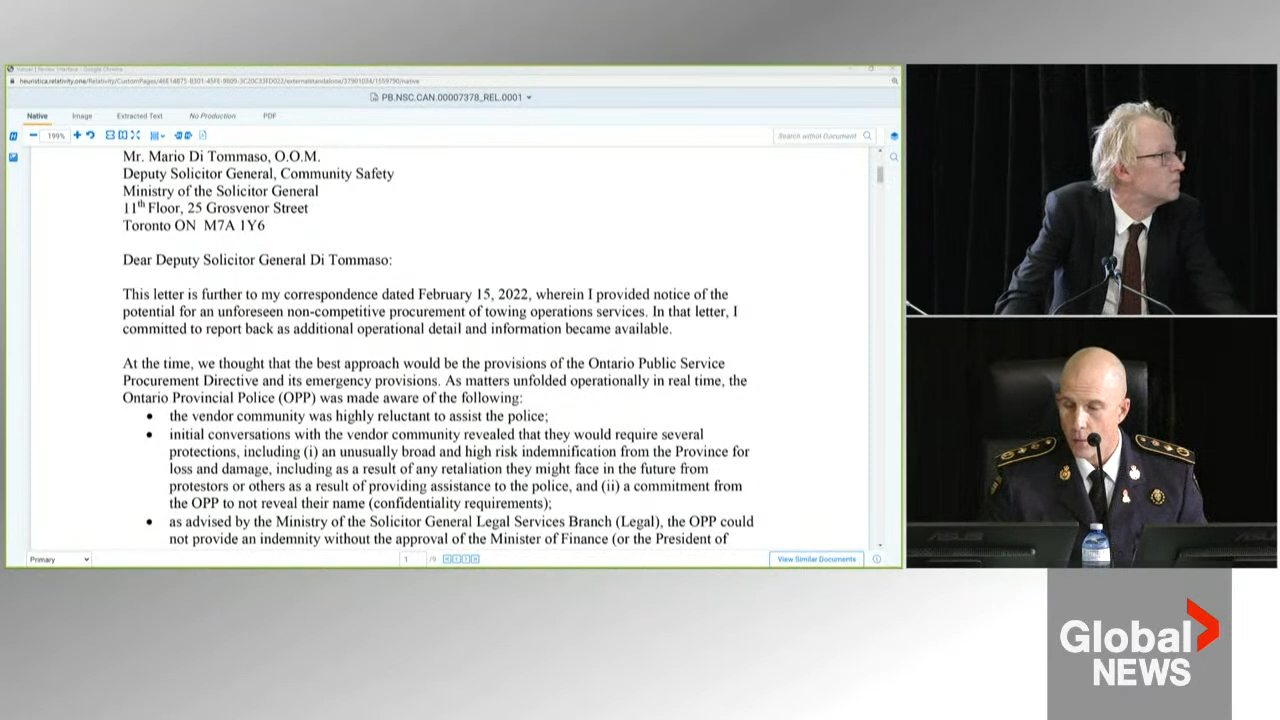 Viewer | Review Interface - Google Chrome
PB.NSC.CAN.00007378_REL.0001
Native Image Extracted Text No Production PDF
199% Search within Document
Mr. Mario Di Tommaso, O.O.M.
Deputy Solicitor General, Community Safety
Ministry of the Solicitor General
11th Floor, 25 Grosvenor Street
Toronto ON M7A 1Y6
Dear Deputy Solicitor General Di Tommaso:
This letter is further to my correspondence dated February 15, 2022, wherein I provided notice of the
potential for an unforeseen non-competitive procurement of towing operations services. In that letter, I
committed to report back as additional operational detail and information became available.
At the time, we thought that the best approach would be the provisions of the Ontario Public Service
Procurement Directive and its emergency provisions. As matters unfolded operationally in real time, the
Ontario Provincial Police (OPP) was made aware of the following:
• the vendor community was highly reluctant to assist the police;
• initial conversations with the vendor community revealed that they would require several
protections, including (i) an unusually broad and high risk indemnification from the Province for
loss and damage, including as a result of any retaliation they might face in the future from
protestors or others as a result of providing assistance to the police, and (ii) a commitment from
the OPP to not reveal their name (confidentiality requirements);
• as advised by the Ministry of the Solicitor General Legal Services Branch (Legal), the OPP could
not provide an indemnity without the approval of the Minister of Finance (or the President of
Primary 1 /9 View Similar Documents
ASUS
Global
NEWS